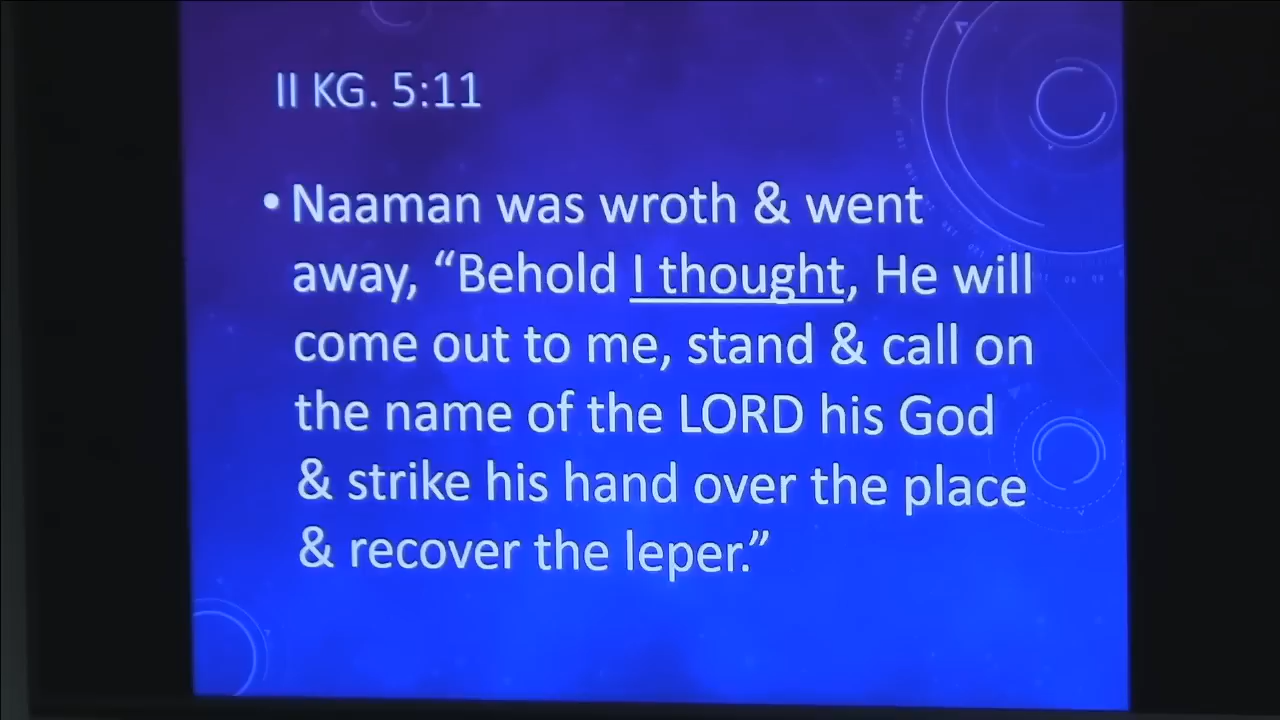 II KG. 5:11
• Naaman was wroth & went
away, “Behold I thought, He will
come out to me, stand & call on
the name of the LORD his God
& strike his hand over the place
& recover the leper.”